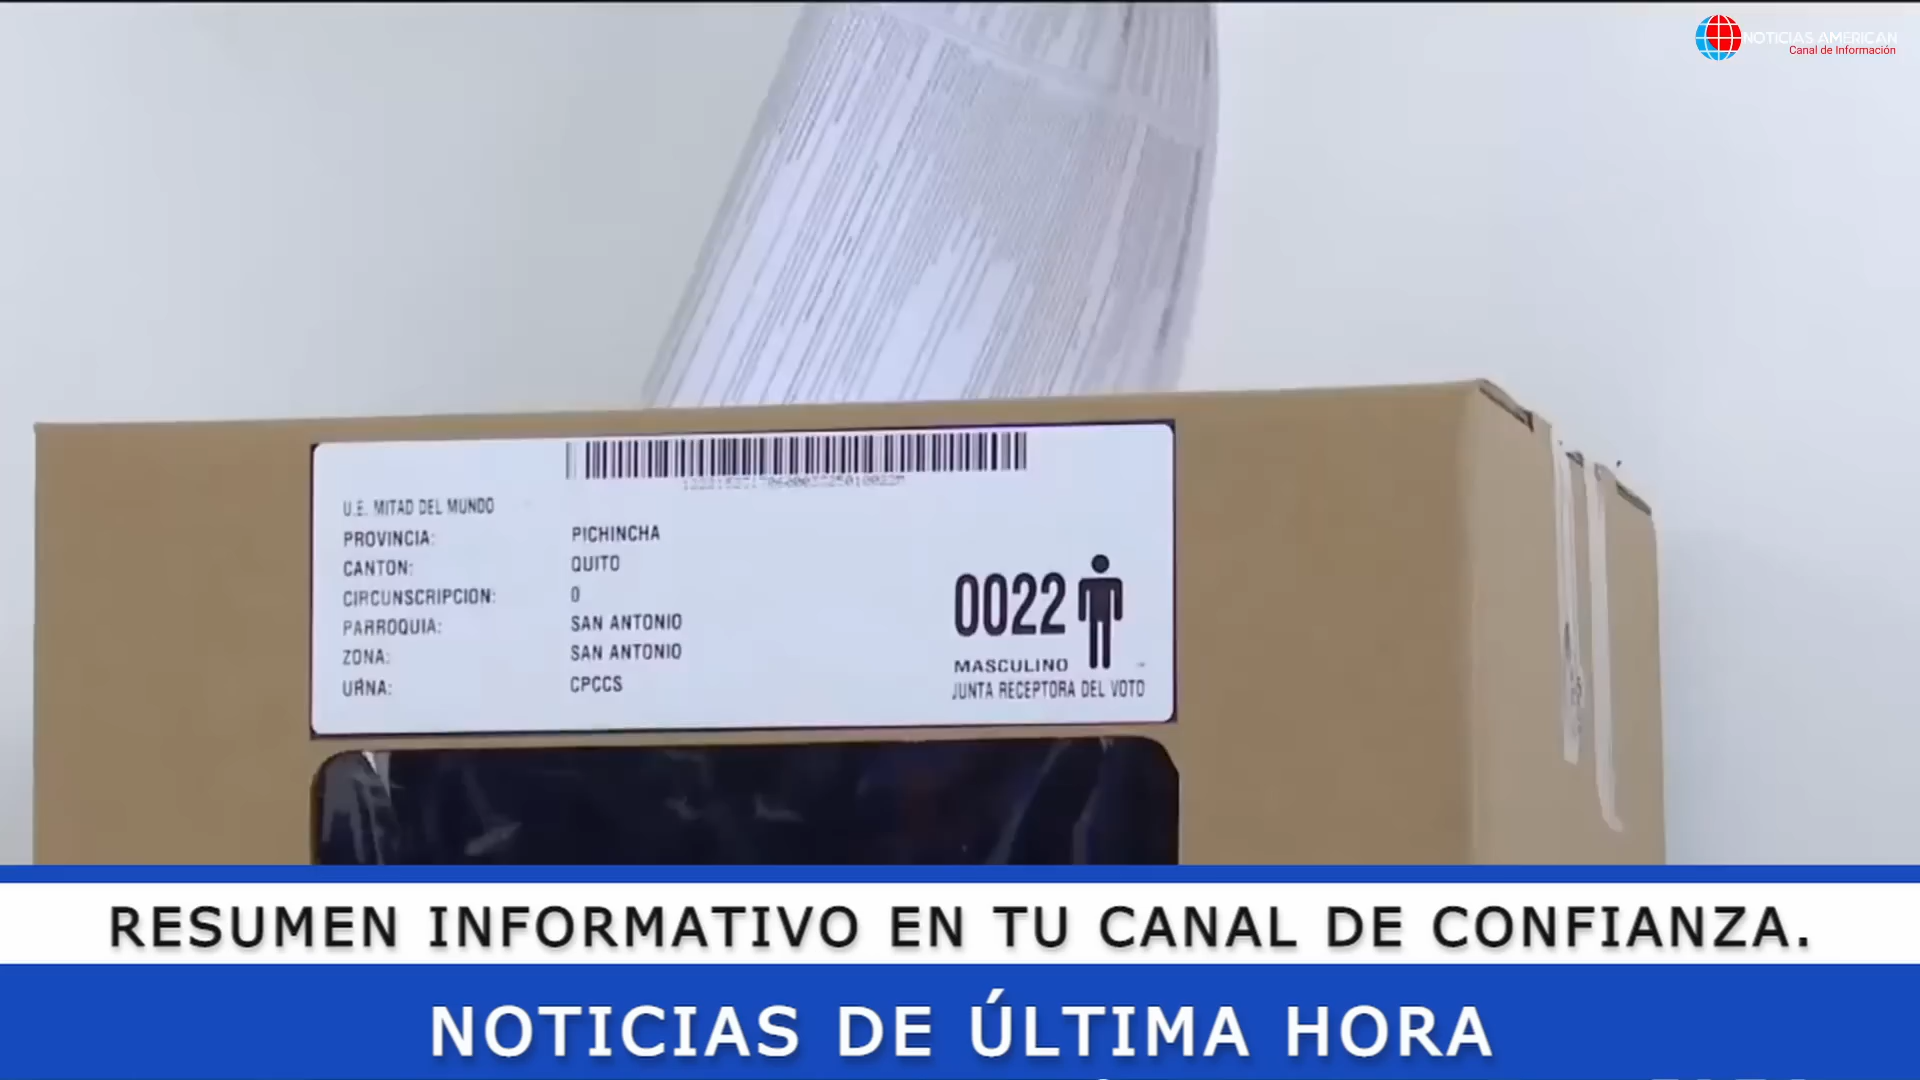 NOTICIAS AMERICAN
Canal de Información
U.E. MITAD DEL MUNDO
PROVINCIA: PICHINCHA
CANTON: QUITO
CIRCUNSCRIPCION: 0
PARROQUIA: SAN ANTONIO
ZONA: SAN ANTONIO
URNA: CPCCS
0022
MASCULINO
JUNTA RECEPTORA DEL VOTO
RESUMEN INFORMATIVO EN TU CANAL DE CONFIANZA.
NOTICIAS DE ÚLTIMA HORA